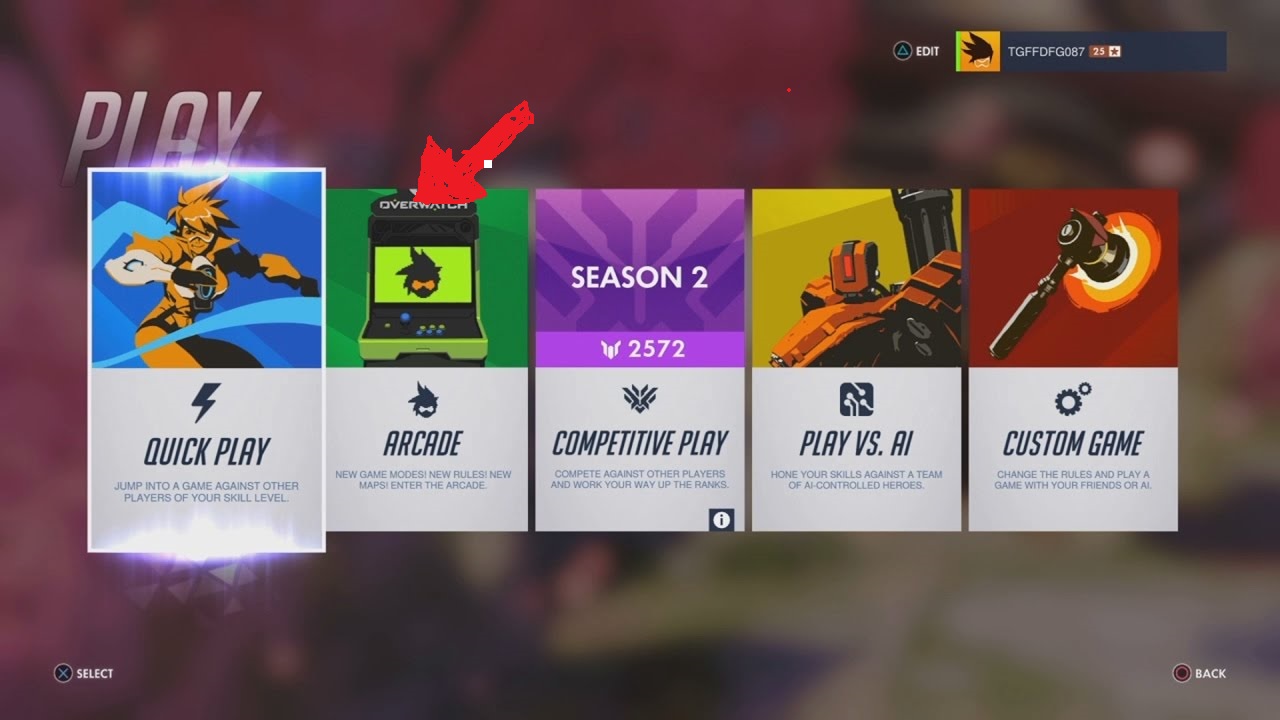 EDIT
TGFFDFG087 25
PLAY
OVERWATCH
SEASON 2
2572
QUICK PLAY
JUMP INTO A GAME AGAINST OTHER
PLAYERS OF YOUR SKILL LEVEL.
ARCADE
NEW GAME MODES! NEW RULES! NEW
MAPS! ENTER THE ARCADE.
COMPETITIVE PLAY
COMPETE AGAINST OTHER PLAYERS
AND WORK YOUR WAY UP THE RANKS.
i
PLAY VS. AI
HONE YOUR SKILLS AGAINST A TEAM
OF AI-CONTROLLED HEROES.
CUSTOM GAME
CHANGE THE RULES AND PLAY A
GAME WITH YOUR FRIENDS OR AI.
SELECT
BACK